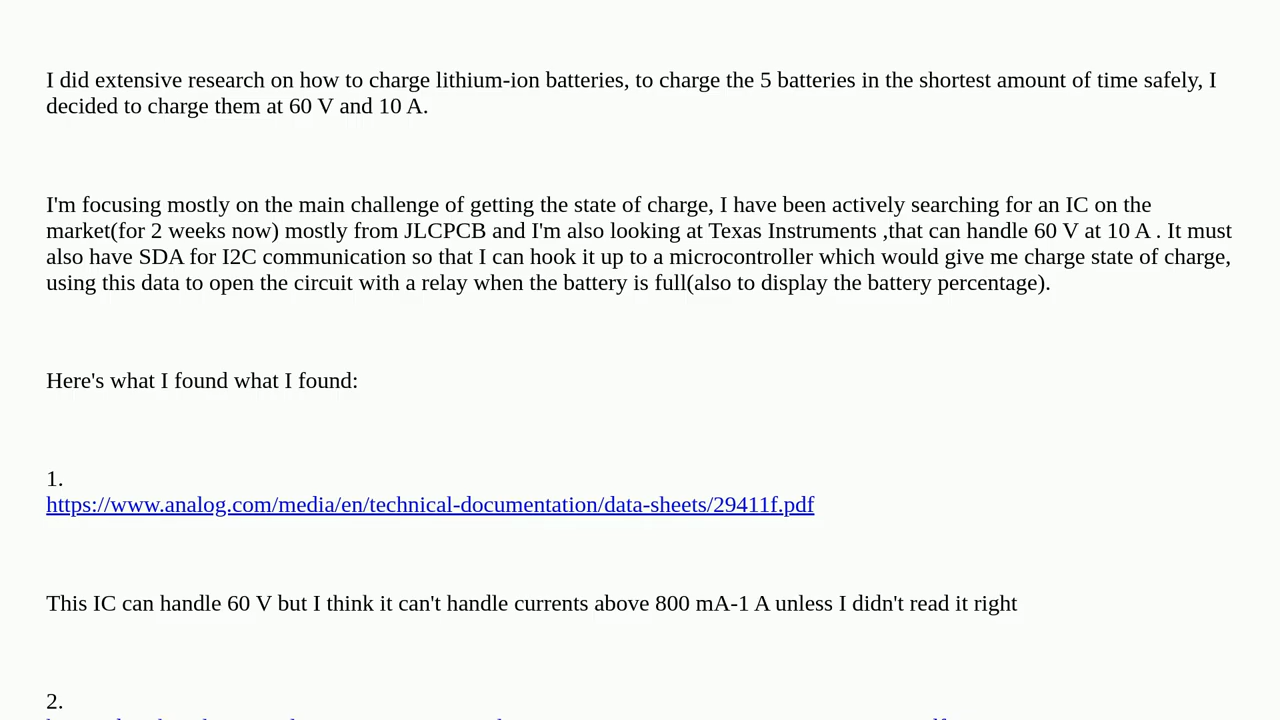 I did extensive research on how to charge lithium-ion batteries, to charge the 5 batteries in the shortest amount of time safely, I
decided to charge them at 60 V and 10 A.
I'm focusing mostly on the main challenge of getting the state of charge, I have been actively searching for an IC on the
market(for 2 weeks now) mostly from JLCPCB and I'm also looking at Texas Instruments ,that can handle 60 V at 10 A . It must
also have SDA for I2C communication so that I can hook it up to a microcontroller which would give me charge state of charge,
using this data to open the circuit with a relay when the battery is full(also to display the battery percentage).
Here's what I found what I found:
1.
https://www.analog.com/media/en/technical-documentation/data-sheets/29411f.pdf
This IC can handle 60 V but I think it can't handle currents above 800 mA-1 A unless I didn't read it right
2.